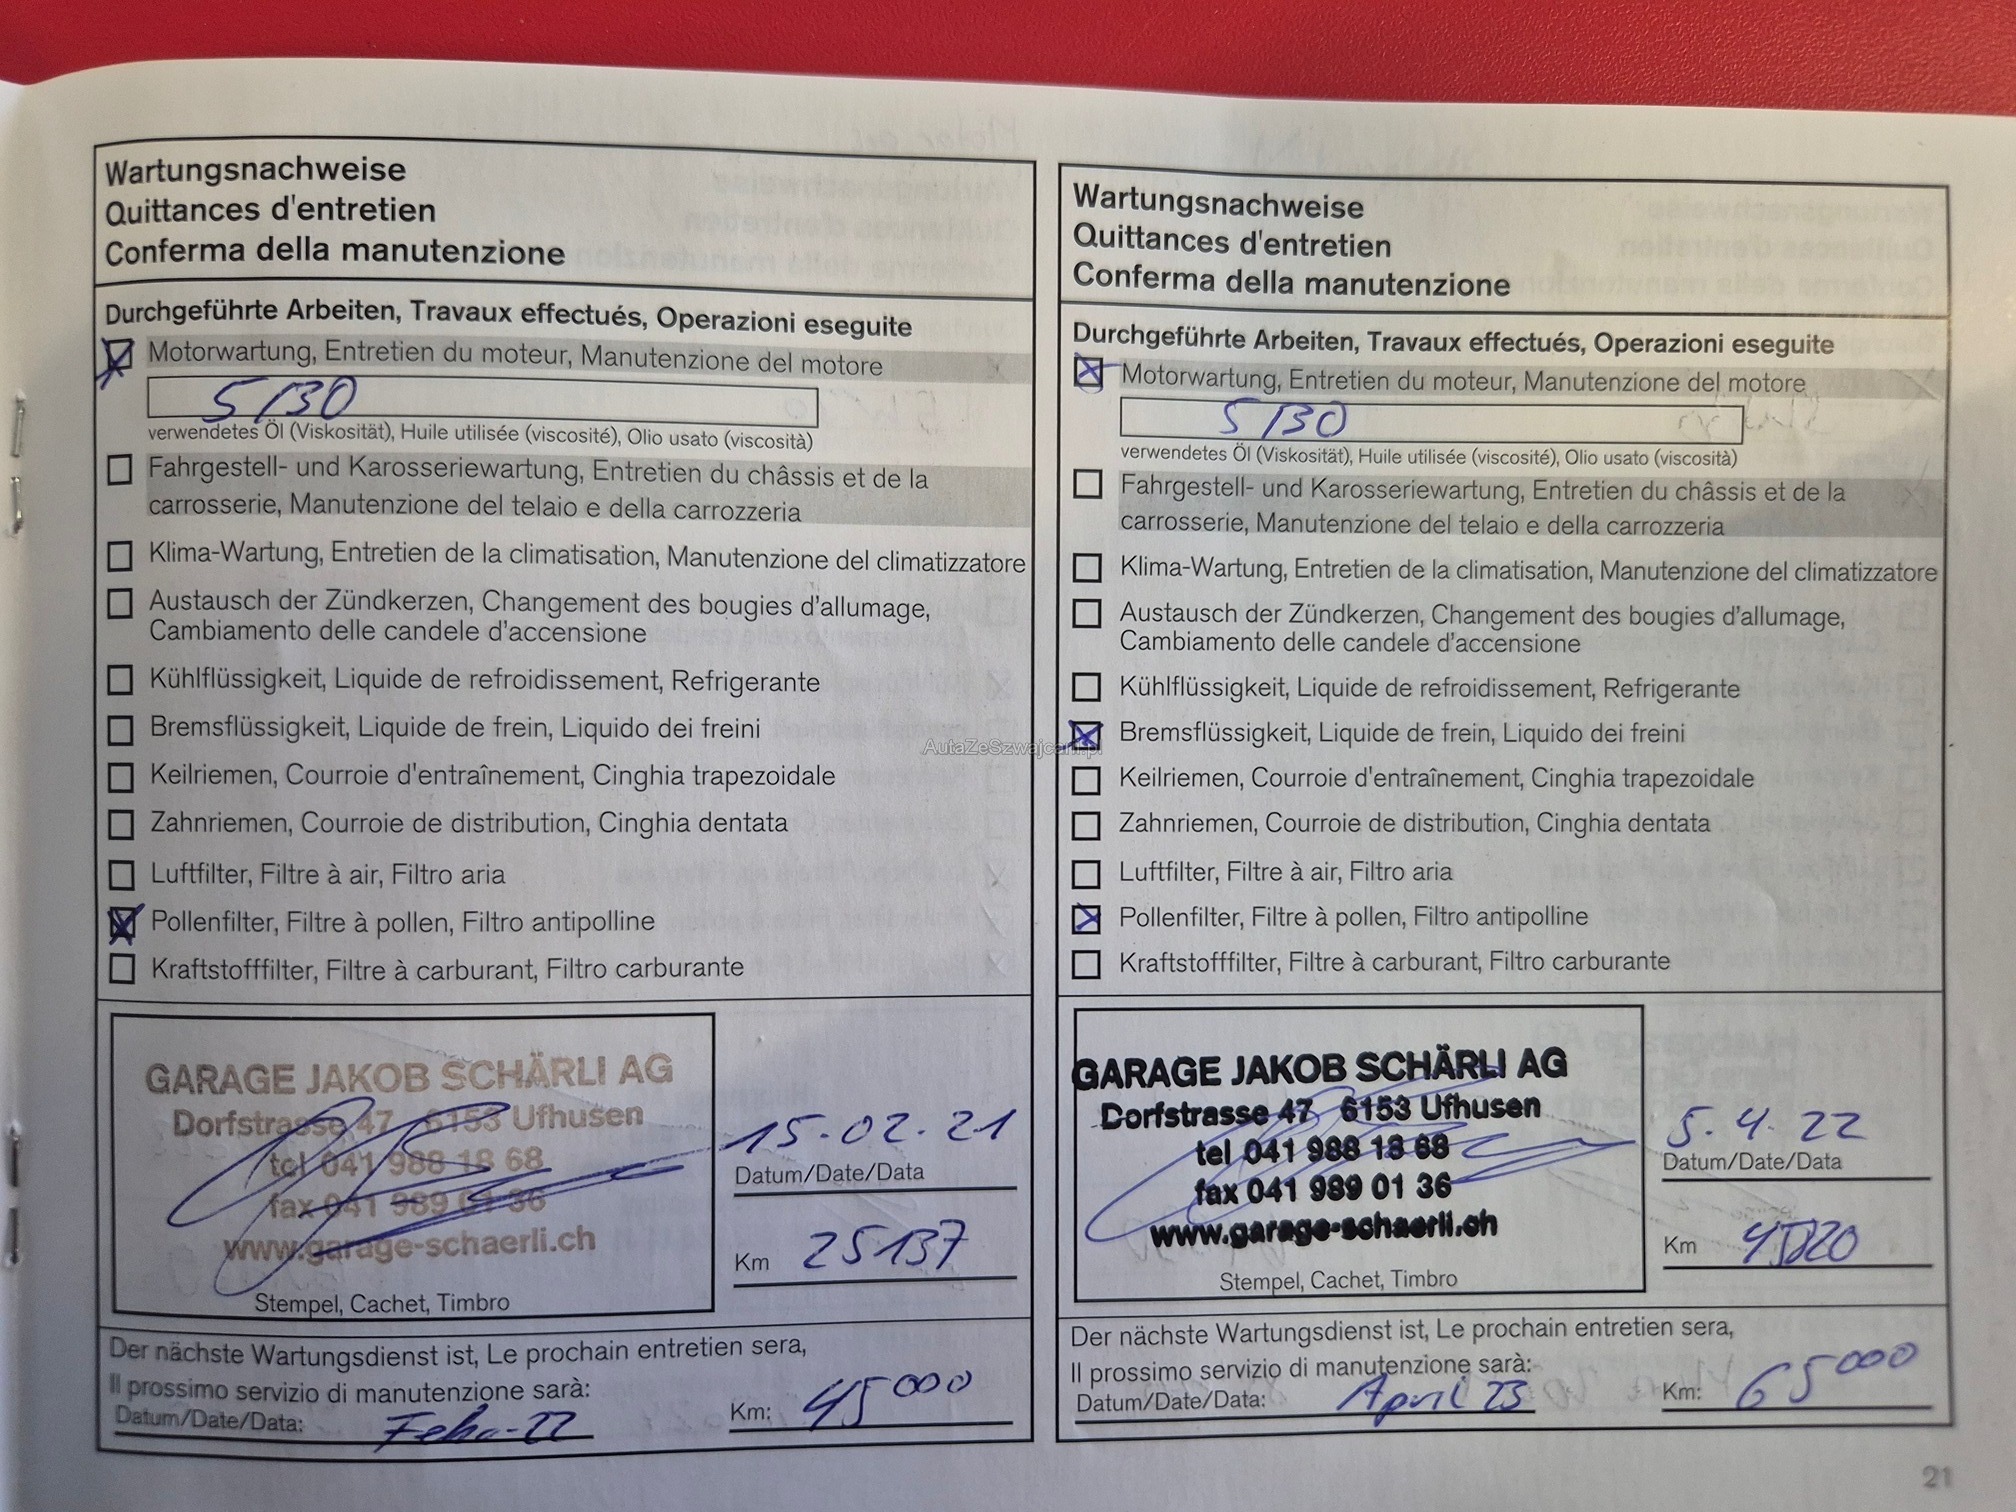 Wartungsnachweise
Quittances d'entretien
Conferma della manutenzione
Durchgeführte Arbeiten, Travaux effectués, Operazioni eseguite
Motorwartung, Entretien du moteur, Manutenzione del motore
5/30
verwendetes Öl (Viskosität), Huile utilisée (viscosité), Olio usato (viscosità)
Fahrgestell- und Karosseriewartung, Entretien du châssis et de la
carrosserie, Manutenzione del telaio e della carrozzeria
Klima-Wartung, Entretien de la climatisation, Manutenzione del climatizzatore
Austausch der Zündkerzen, Changement des bougies d'allumage,
Cambiamento delle candele d'accensione
Kühlflüssigkeit, Liquide de refroidissement, Refrigerante
Bremsflüssigkeit, Liquide de frein, Liquido dei freini
Keilriemen, Courroie d'entraînement, Cinghia trapezoidale
Zahnriemen, Courroie de distribution, Cinghia dentata
Luftfilter, Filtre à air, Filtro aria
Pollenfilter, Filtre à pollen, Filtro antipolline
Kraftstofffilter, Filtre à carburant, Filtro carburante
GARAGE JAKOB SCHÄRLI AG
Dorfstrasse 47 6153 Ufhusen
tel 041 988 18 68
fax 041 989 01 36
www.garage-schaerli.ch
Stempel, Cachet, Timbro
15.02.21
Datum/Date/Data
Km 25137
Der nächste Wartungsdienst ist, Le prochain entretien sera,
Il prossimo servizio di manutenzione sarà:
Datum/Date/Data: Febr-22 Km: 45000
Wartungsnachweise
Quittances d'entretien
Conferma della manutenzione
Durchgeführte Arbeiten, Travaux effectués, Operazioni eseguite
Motorwartung, Entretien du moteur, Manutenzione del motore
5/30
verwendetes Öl (Viskosität), Huile utilisée (viscosité), Olio usato (viscosità)
Fahrgestell- und Karosseriewartung, Entretien du châssis et de la
carrosserie, Manutenzione del telaio e della carrozzeria
Klima-Wartung, Entretien de la climatisation, Manutenzione del climatizzatore
Austausch der Zündkerzen, Changement des bougies d'allumage,
Cambiamento delle candele d'accensione
Kühlflüssigkeit, Liquide de refroidissement, Refrigerante
Bremsflüssigkeit, Liquide de frein, Liquido dei freini
Keilriemen, Courroie d'entraînement, Cinghia trapezoidale
Zahnriemen, Courroie de distribution, Cinghia dentata
Luftfilter, Filtre à air, Filtro aria
Pollenfilter, Filtre à pollen, Filtro antipolline
Kraftstofffilter, Filtre à carburant, Filtro carburante
GARAGE JAKOB SCHÄRLI AG
Dorfstrasse 47 6153 Ufhusen
tel 041 988 18 68
fax 041 989 01 36
www.garage-schaerli.ch
Stempel, Cachet, Timbro
5.4.22
Datum/Date/Data
Km
Der nächste Wartungsdienst ist, Le prochain entretien sera,
Il prossimo servizio di manutenzione sarà:
Datum/Date/Data: April 23 Km: 65000
21
AutaZeSzwajcarii.pl